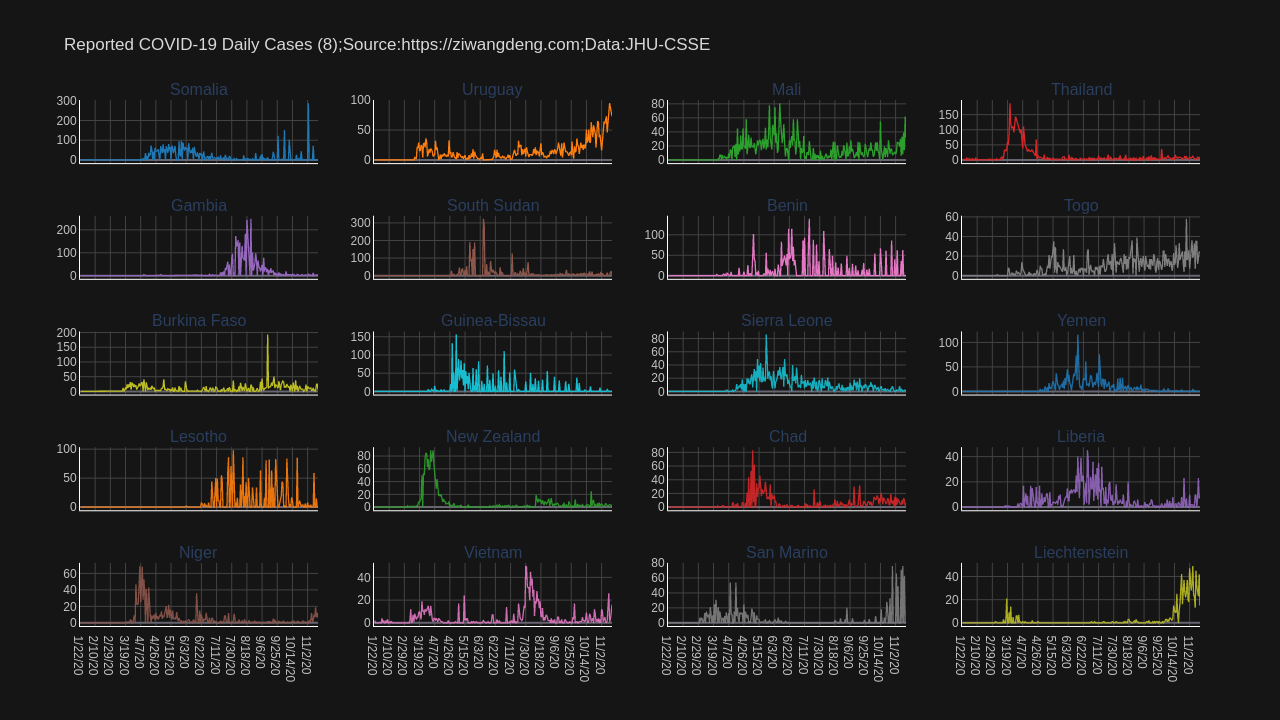 Reported COVID-19 Daily Cases (8);Source:https://ziwangdeng.com;Data:JHU-CSSE
Somalia Uruguay Mali Thailand
300 200 100 0
100 50 0
80 60 40 20 0
150 100 50 0
Gambia South Sudan Benin Togo
200 100 0
300 200 100 0
100 50 0
60 40 20 0
Burkina Faso Guinea-Bissau Sierra Leone Yemen
200 150 100 50 0
150 100 50 0
80 60 40 20 0
100 50 0
Lesotho New Zealand Chad Liberia
100 50 0
80 60 40 20 0
80 60 40 20 0
40 20 0
Niger Vietnam San Marino Liechtenstein
60 40 20 0
40 20 0
80 60 40 20 0
40 20 0
1/22/20 2/10/20 2/29/20 3/19/20 4/7/20 4/26/20 5/15/20 6/3/20 6/22/20 7/11/20 7/30/20 8/18/20 9/6/20 9/25/20 10/14/20 11/2/20
1/22/20 2/10/20 2/29/20 3/19/20 4/7/20 4/26/20 5/15/20 6/3/20 6/22/20 7/11/20 7/30/20 8/18/20 9/6/20 9/25/20 10/14/20 11/2/20
1/22/20 2/10/20 2/29/20 3/19/20 4/7/20 4/26/20 5/15/20 6/3/20 6/22/20 7/11/20 7/30/20 8/18/20 9/6/20 9/25/20 10/14/20 11/2/20
1/22/20 2/10/20 2/29/20 3/19/20 4/7/20 4/26/20 5/15/20 6/3/20 6/22/20 7/11/20 7/30/20 8/18/20 9/6/20 9/25/20 10/14/20 11/2/20